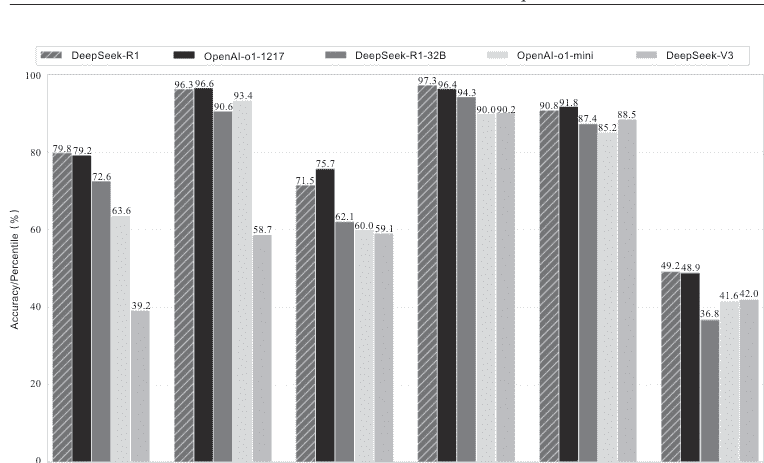 DeepSeek-R1 OpenAI-o1-1217 DeepSeek-R1-32B OpenAI-o1-mini DeepSeek-V3
Accuracy/Percentile (%)
100
80
60
40
20
0
79.8 79.2 72.6 63.6 39.2
96.3 96.6 90.6 93.4 58.7
71.5 75.7 62.1 60.0 59.1
97.3 96.4 94.3 90.0 90.2
90.8 91.8 87.4 85.2 88.5
49.2 48.9 36.8 41.6 42.0